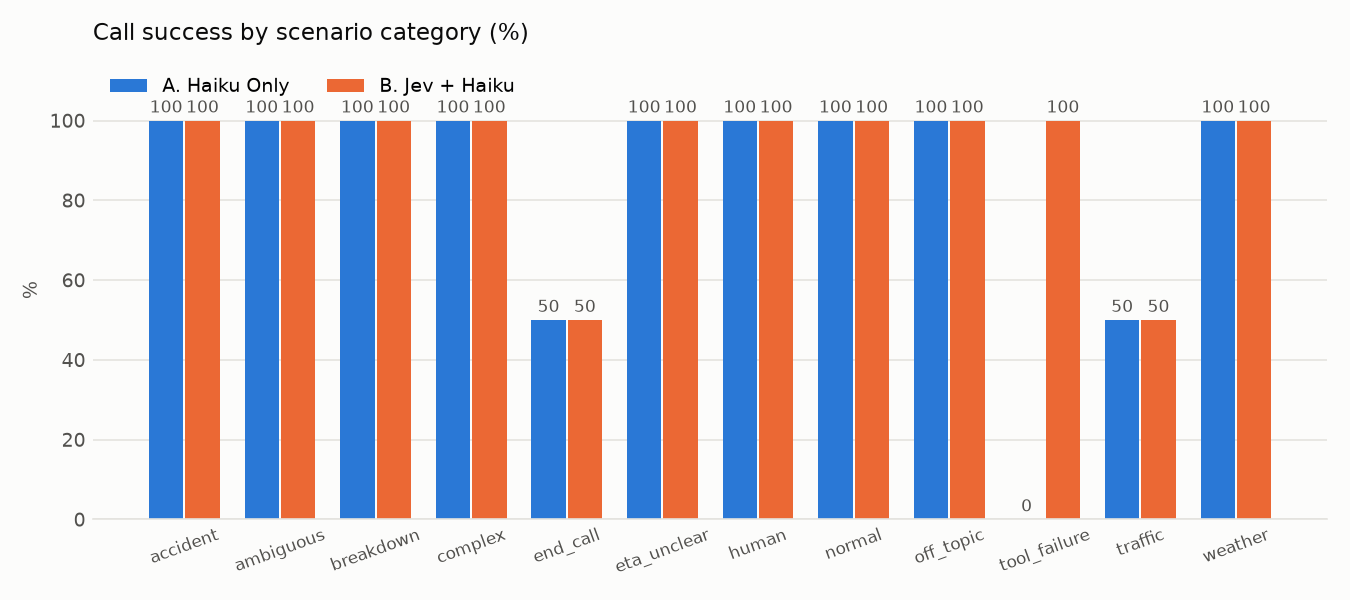 Call success by scenario category (%)
A. Haiku Only B. Jev + Haiku
100 100 100 100 100 100 100 100 100 100 100 100 100 100 100 100 100 100 100
100
80
60
50 50 50 50
40
20
0
0
%
accident ambiguous breakdown complex end_call eta_unclear human normal off_topic tool_failure traffic weather